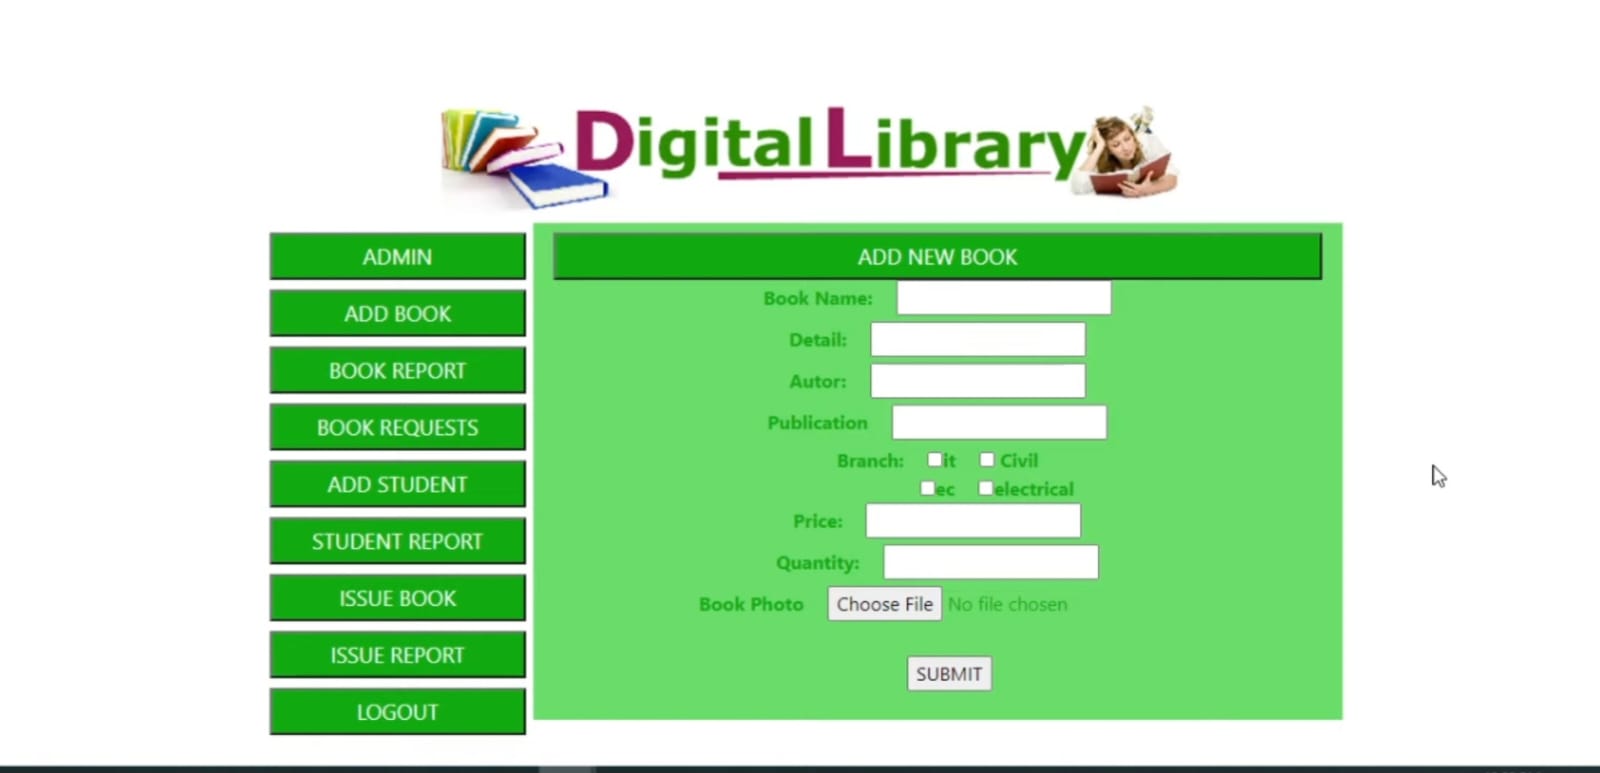 Digital Library
ADMIN
ADD BOOK
BOOK REPORT
BOOK REQUESTS
ADD STUDENT
STUDENT REPORT
ISSUE BOOK
ISSUE REPORT
LOGOUT
ADD NEW BOOK
Book Name:
Detail:
Autor:
Publication
Branch: it Civil
ec electrical
Price:
Quantity:
Book Photo Choose File No file chosen
SUBMIT